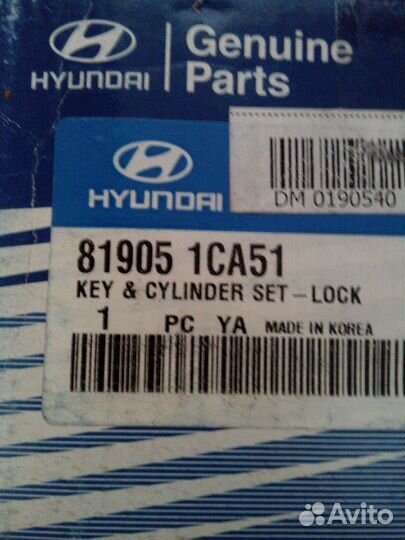 HYUNDAI
Genuine
Parts
DM 0190540
HYUNDAI
81905 1CA51
KEY & CYLINDER SET-LOCK
1 PC YA MADE IN KOREA
Avito